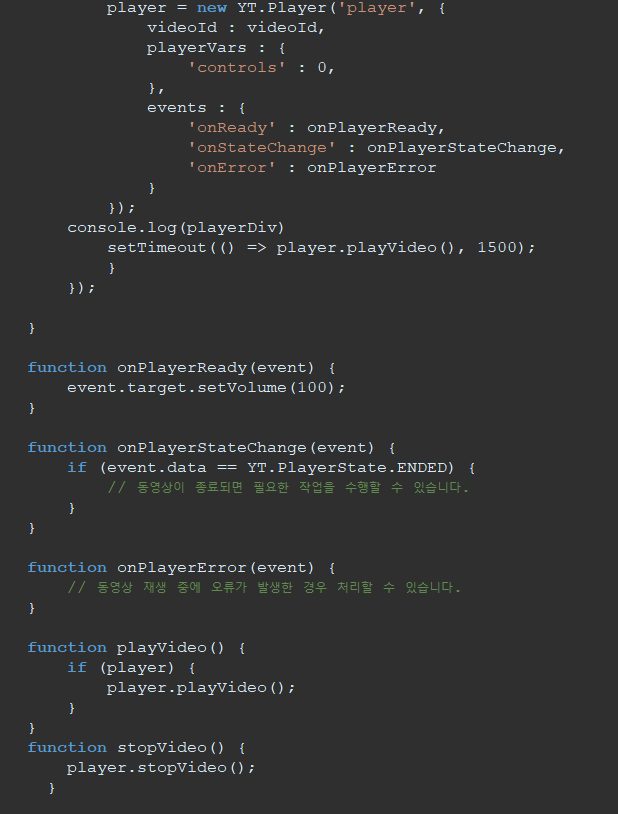 player = new YT.Player('player', {
videoId : videoId,
playerVars : {
'controls' : 0,
},
events : {
'onReady' : onPlayerReady,
'onStateChange' : onPlayerStateChange,
'onError' : onPlayerError
}
});
console.log(playerDiv)
setTimeout(() => player.playVideo(), 1500);
}
});
}
function onPlayerReady(event) {
event.target.setVolume(100);
}
function onPlayerStateChange(event) {
if (event.data == YT.PlayerState.ENDED) {
// 동영상이 종료되면 필요한 작업을 수행할 수 있습니다.
}
}
function onPlayerError(event) {
// 동영상 재생 중에 오류가 발생한 경우 처리할 수 있습니다.
}
function playVideo() {
if (player) {
player.playVideo();
}
}
function stopVideo() {
player.stopVideo();
}